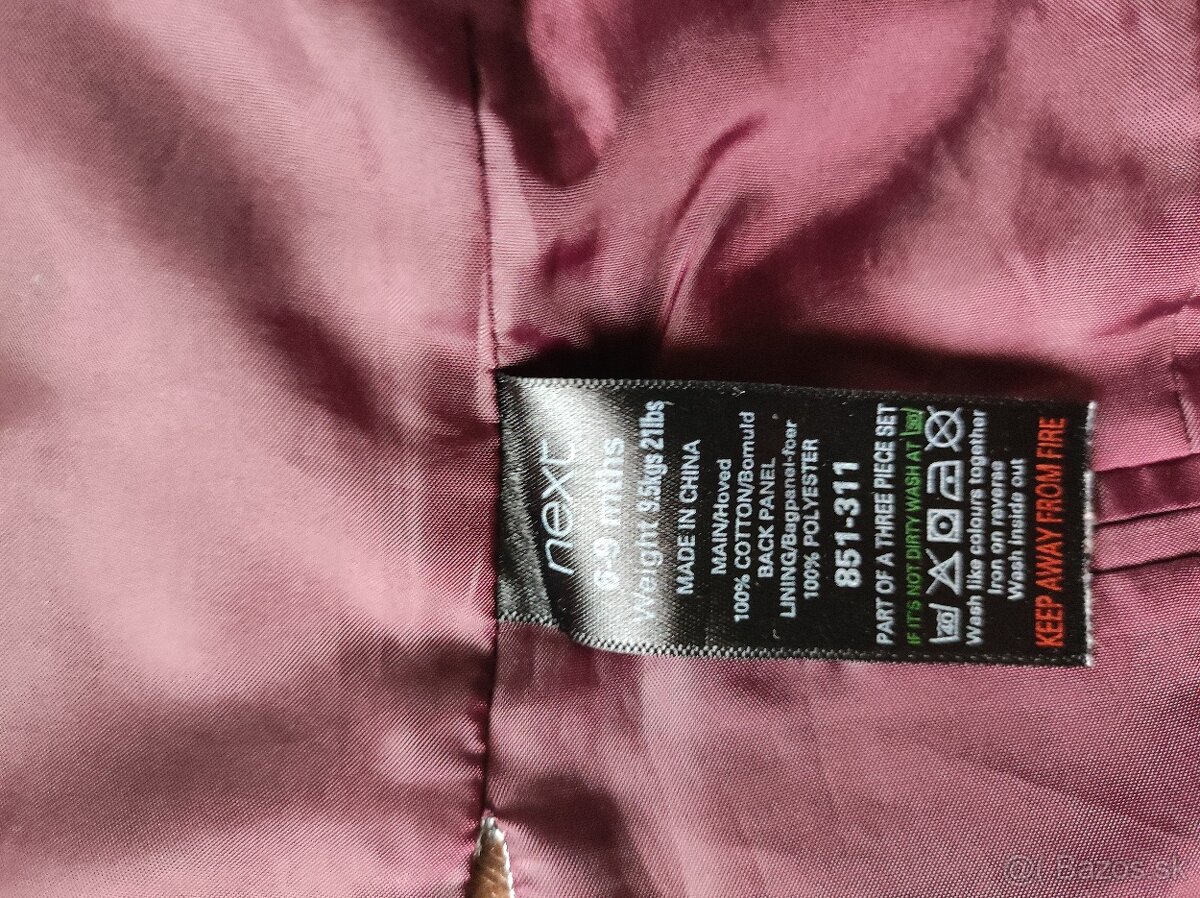 next
6-9 mths
Weight 9.5kgs 21lbs
MADE IN CHINA
MAIN/Hoved
100% COTTON/Bomuld
BACK PANEL
LINING/Bagpanel-foer
100% POLYESTER
851-311
PART OF A THREE PIECE SET
IF IT'S NOT DIRTY WASH AT 30
40
Wash like colours together
Iron on reverse
Wash inside out
KEEP AWAY FROM FIRE
Bazos.sk